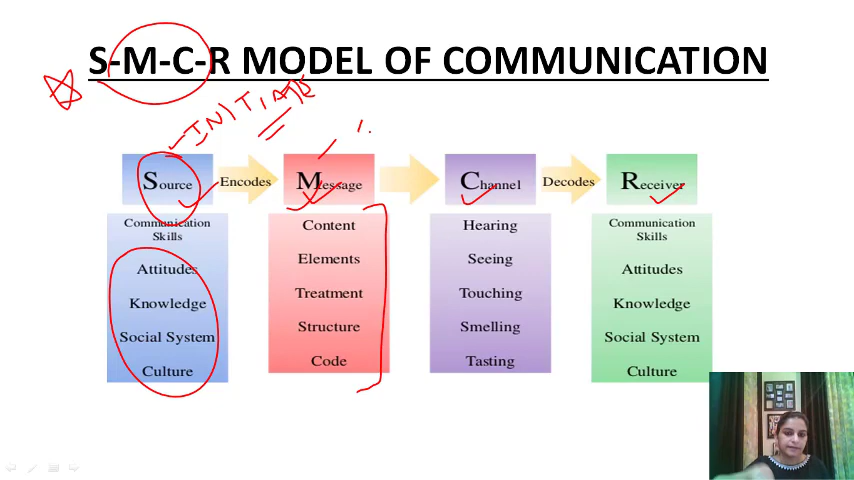 S-M-C-R MODEL OF COMMUNICATION
INITIATE
Source Encodes Message Channel Decodes Receiver
Communication Skills
Attitudes
Knowledge
Social System
Culture
Content
Elements
Treatment
Structure
Code
Hearing
Seeing
Touching
Smelling
Tasting
Communication Skills
Attitudes
Knowledge
Social System
Culture